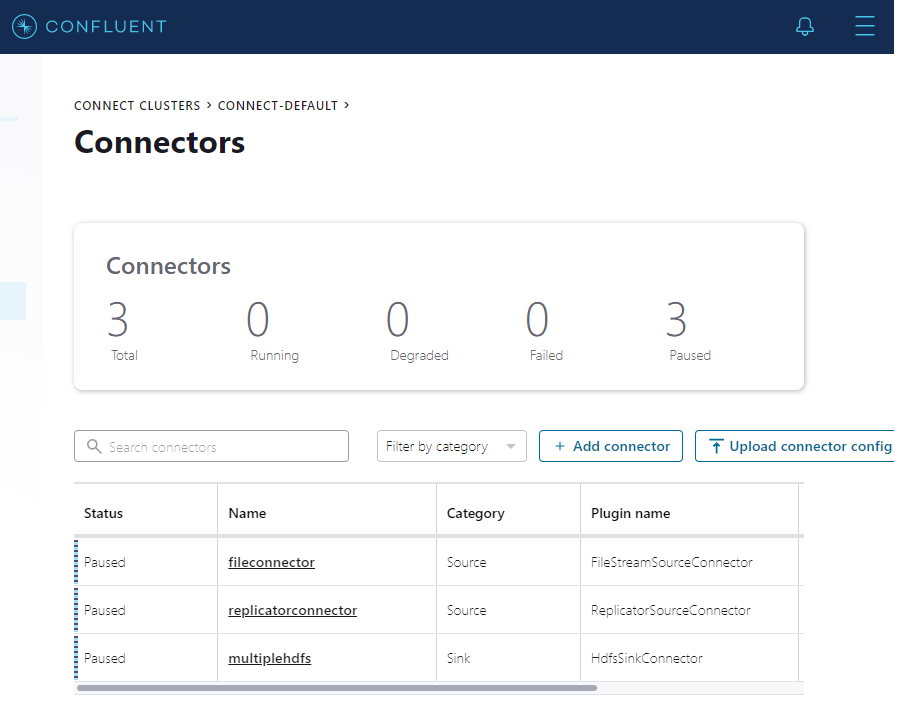 CONFLUENT
CONNECT CLUSTERS > CONNECT-DEFAULT >
Connectors
Connectors
3 0 0 0 3
Total Running Degraded Failed Paused
Search connectors Filter by category + Add connector Upload connector config
Status Name Category Plugin name
Paused fileconnector Source FileStreamSourceConnector
Paused replicatorconnector Source ReplicatorSourceConnector
Paused multiplehdfs Sink HdfsSinkConnector